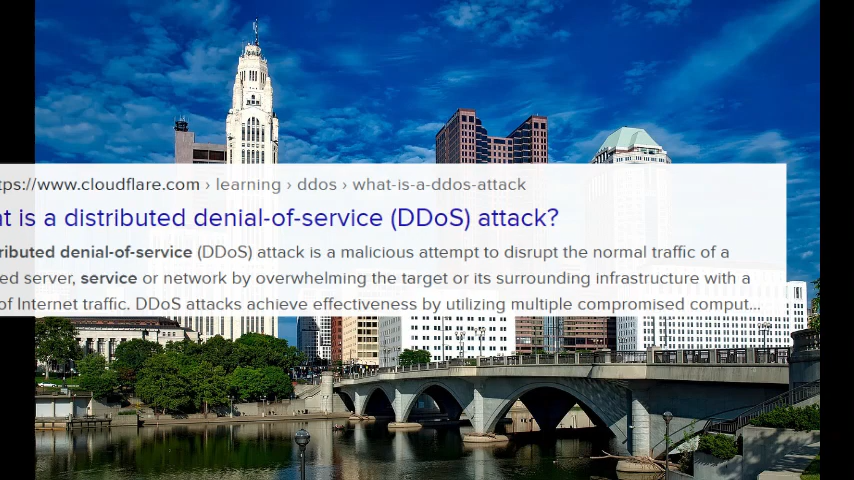 tps://www.cloudflare.com › learning › ddos › what-is-a-ddos-attack
t is a distributed denial-of-service (DDoS) attack?
ributed denial-of-service (DDoS) attack is a malicious attempt to disrupt the normal traffic of a
ed server, service or network by overwhelming the target or its surrounding infrastructure with a
of Internet traffic. DDoS attacks achieve effectiveness by utilizing multiple compromised comput...